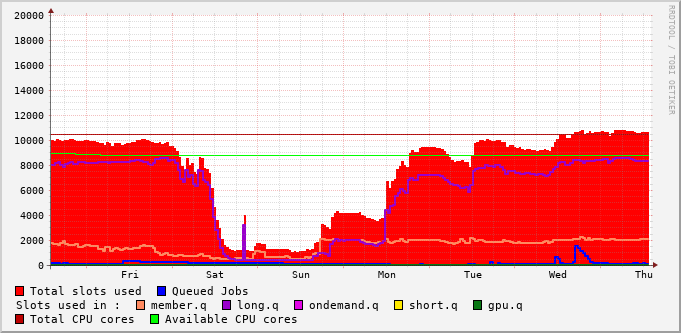 20000
18000
16000
14000
12000
10000
8000
6000
4000
2000
0
Fri Sat Sun Mon Tue Wed Thu
Total slots used Queued Jobs
Slots used in : member.q long.q ondemand.q short.q gpu.q
Total CPU cores Available CPU cores
RRDTOOL / TOBI OETIKER